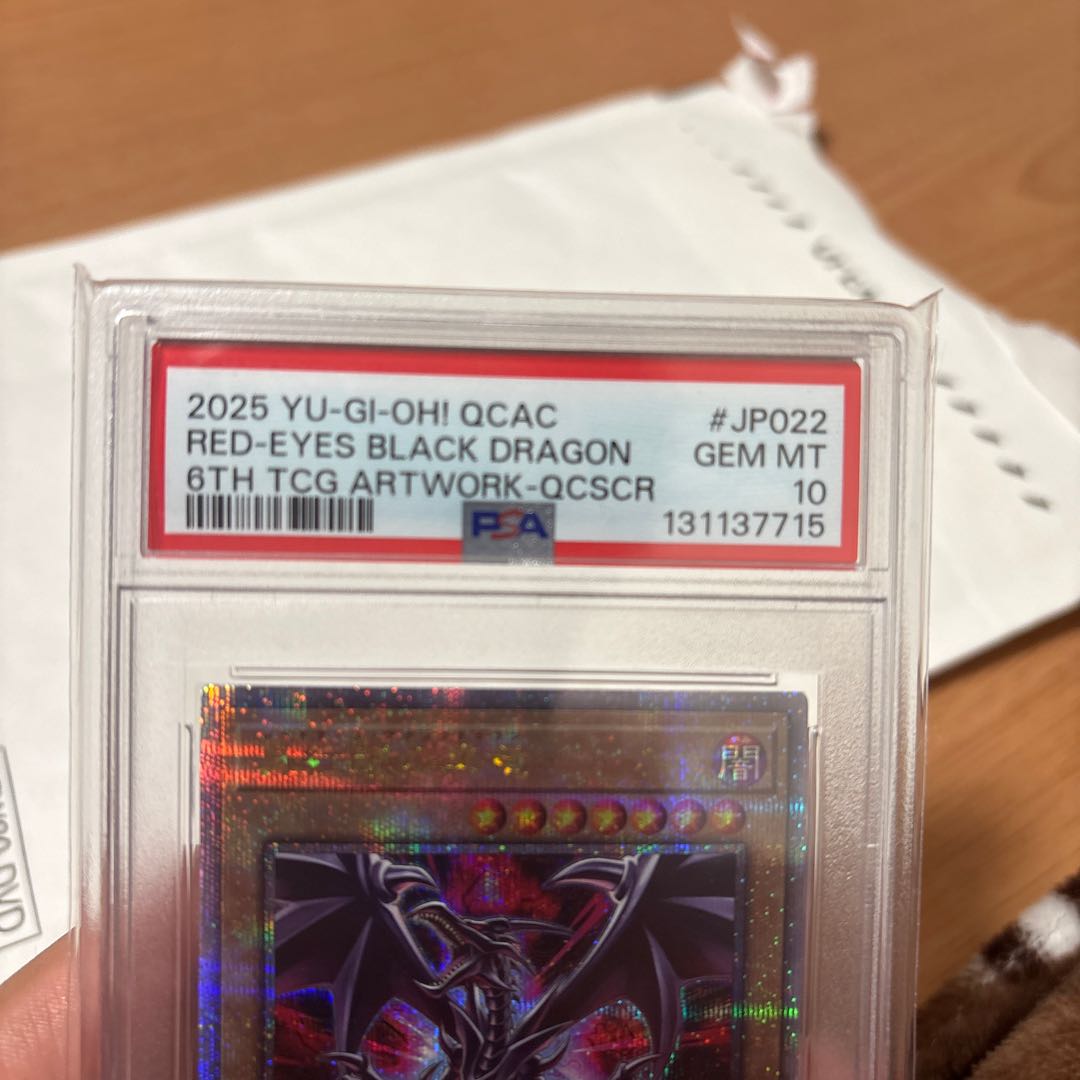 2025 YU-GI-OH! QCAC #JP022
RED-EYES BLACK DRAGON GEM MT
6TH TCG ARTWORK-QCSCR 10
PSA 131137715
闇